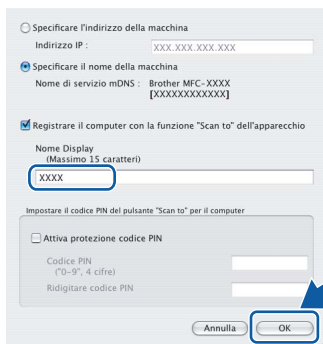 Specificare l'indirizzo della macchina
Indirizzo IP :
XXX.XXX.XXX.XXX
Specificare il nome della macchina
Nome di servizio mDNS : Brother MFC-XXXX
[XXXXXXXXXXXX]
Registrare il computer con la funzione "Scan to" dell'apparecchio
Nome Display
(Massimo 15 caratteri)
XXXX
Impostare il codice PIN del pulsante "Scan to" per il computer
Attiva protezione codice PIN
Codice PIN
("0-9", 4 cifre)
Ridigitare codice PIN
Annulla OK